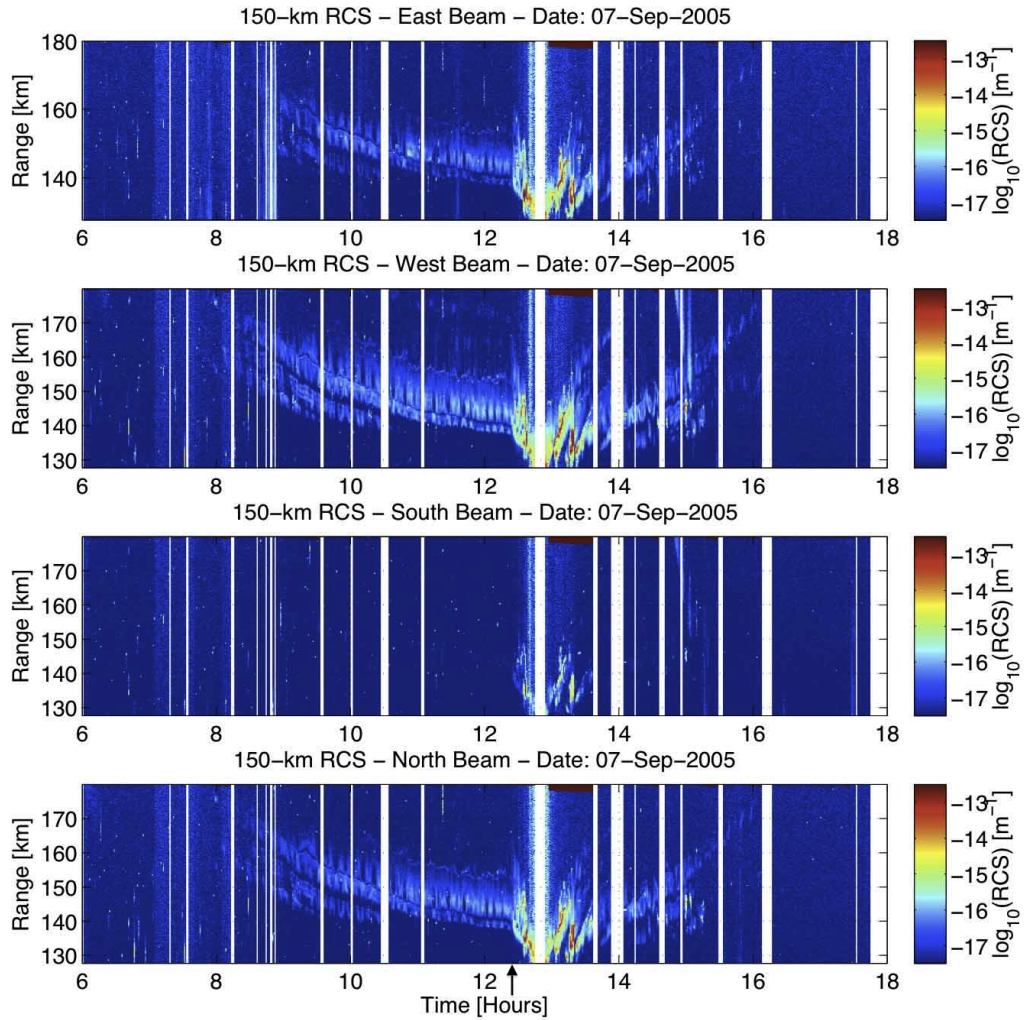 150-km RCS - East Beam - Date: 07-Sep-2005
180
160
140
Range [km]
6 8 10 12 14 16 18
-13
-14
-15
-16
-17
log10(RCS) [m-1]
150-km RCS - West Beam - Date: 07-Sep-2005
170
160
150
140
130
Range [km]
6 8 10 12 14 16 18
-13
-14
-15
-16
-17
log10(RCS) [m-1]
150-km RCS - South Beam - Date: 07-Sep-2005
170
160
150
140
130
Range [km]
6 8 10 12 14 16 18
-13
-14
-15
-16
-17
log10(RCS) [m-1]
150-km RCS - North Beam - Date: 07-Sep-2005
170
160
150
140
130
Range [km]
6 8 10 12 14 16 18
Time [Hours]
-13
-14
-15
-16
-17
log10(RCS) [m-1]